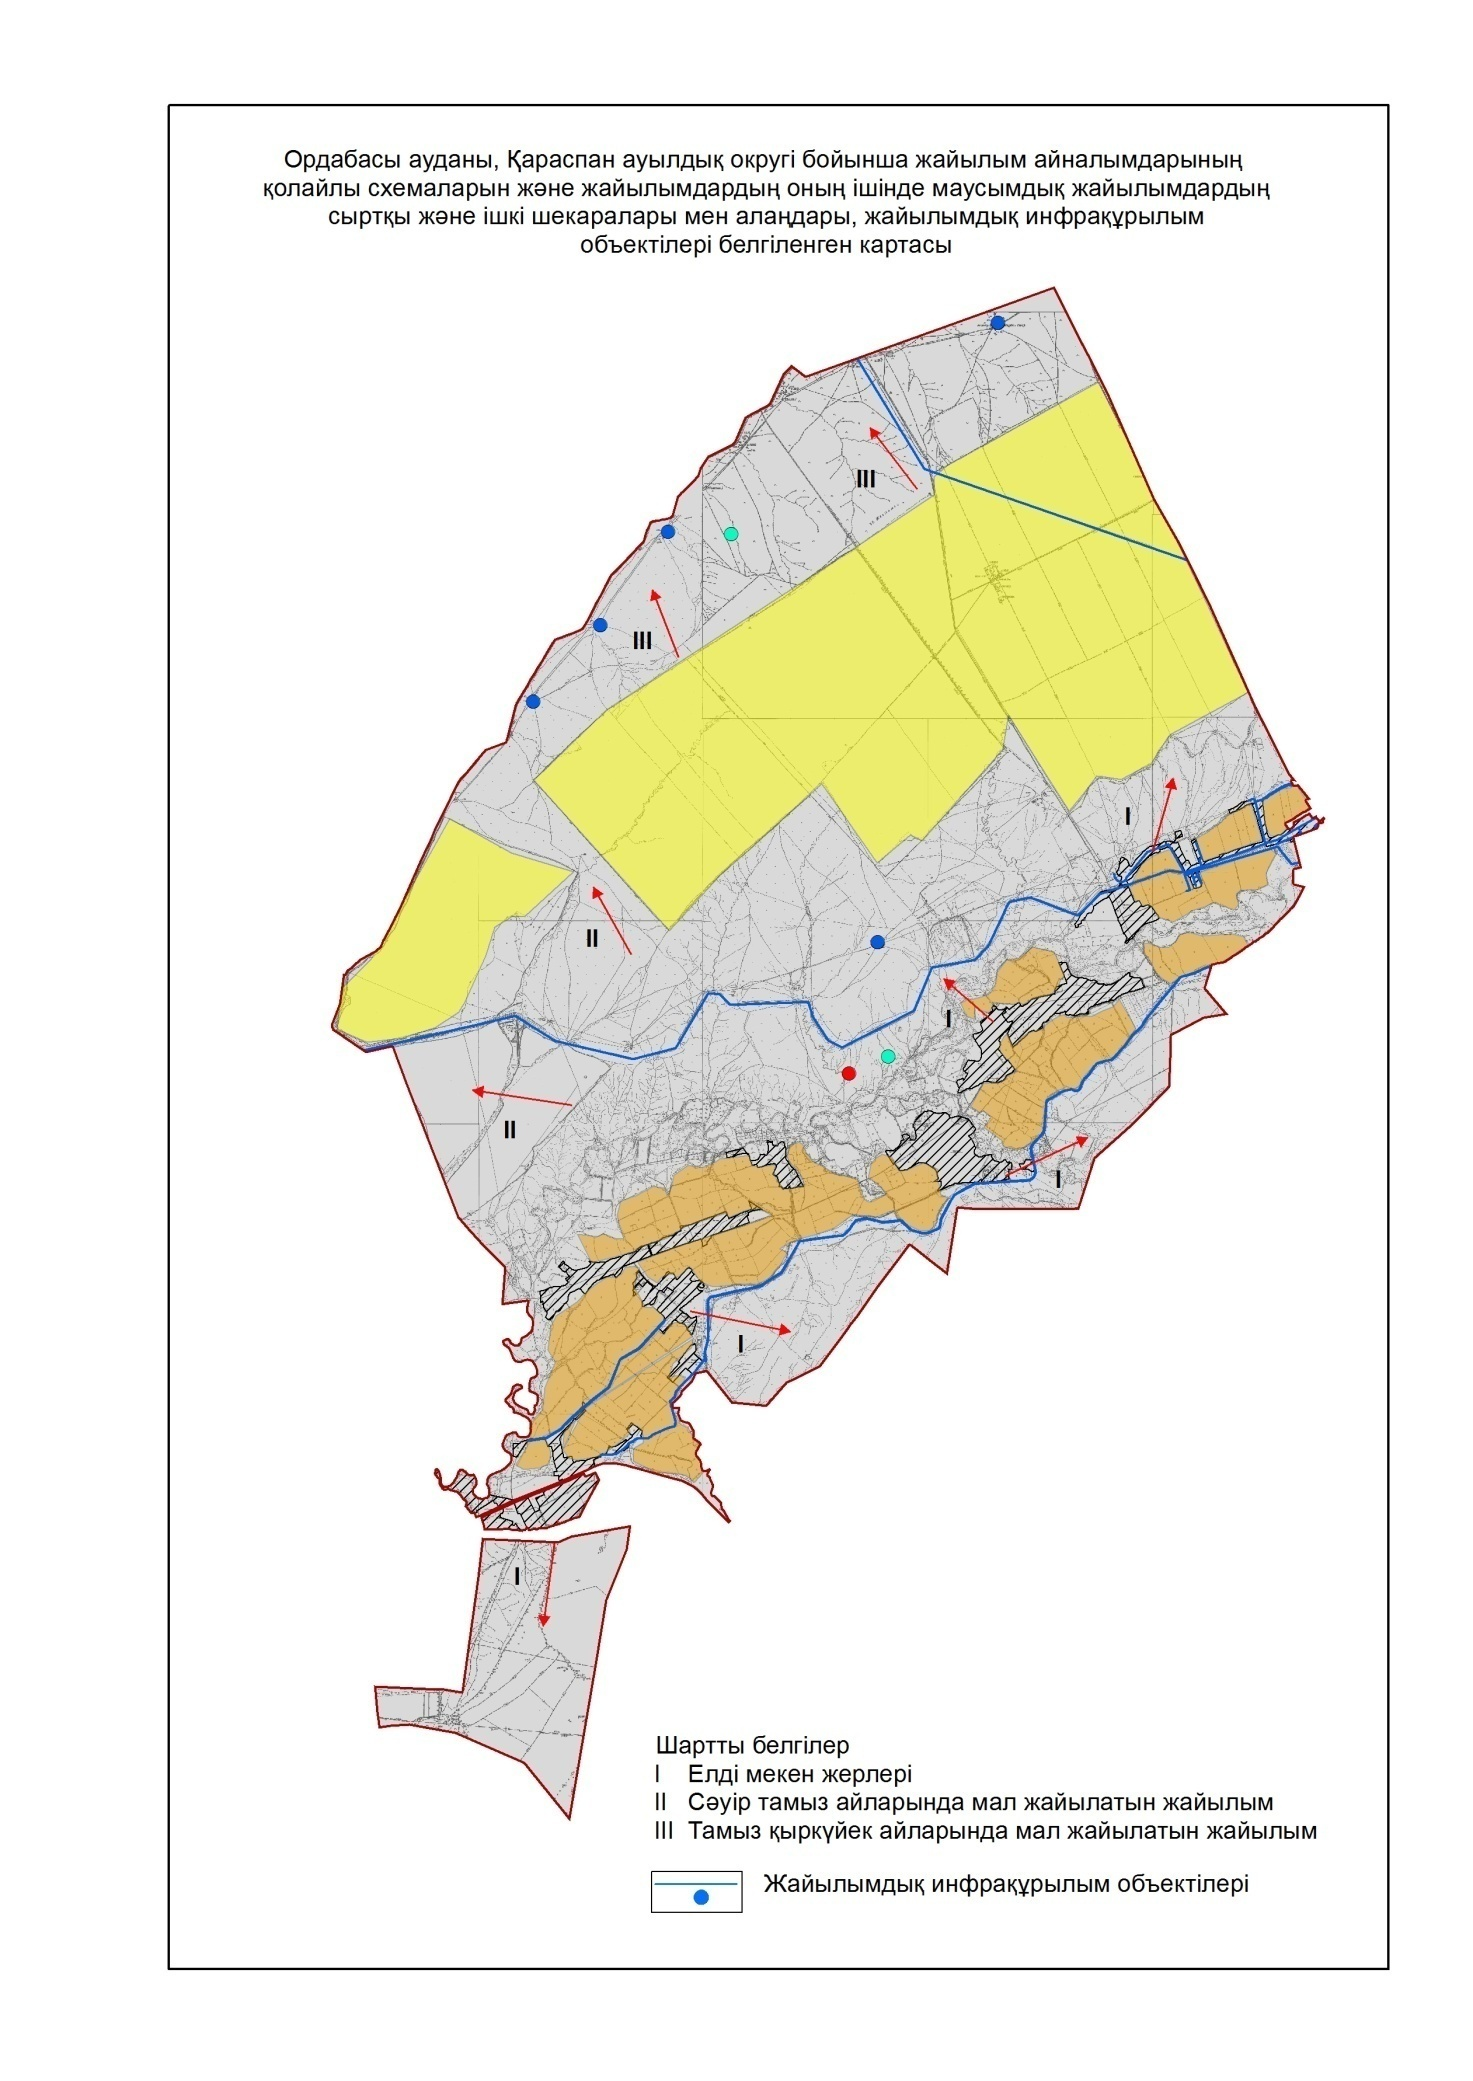 Ордабасы ауданы, Қараспан ауылдық округі бойынша жайылым айналымдарының
қолайлы схемаларын және жайылымдардың оның ішінде маусымдық жайылымдардың
сыртқы және ішкі шекаралары мен алаңдары, жайылымдық инфрақұрылым
объектілері белгіленген картасы
III
III
I
II
I
II
I
I
I
Шартты белгілер
I Елді мекен жерлері
II Сәуір тамыз айларында мал жайылатын жайылым
III Тамыз қыркүйек айларында мал жайылатын жайылым
Жайылымдық инфрақұрылым объектілері